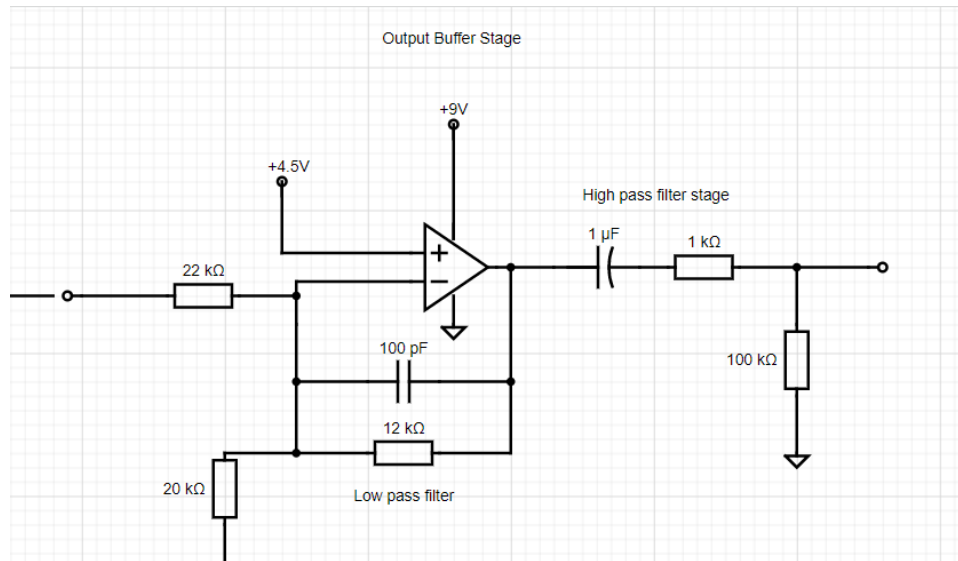 Output Buffer Stage
+9V
+4.5V
High pass filter stage
1 µF
1 kΩ
22 kΩ
100 pF
100 kΩ
12 kΩ
20 kΩ
Low pass filter